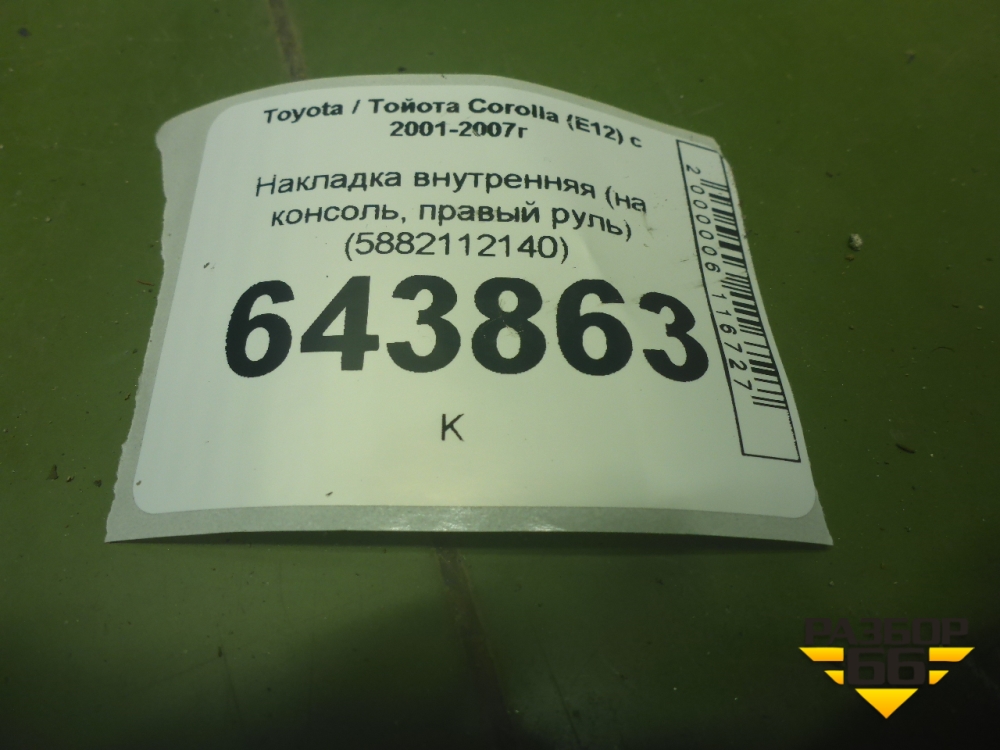 Toyota / Тойота Corolla (E12) с
2001-2007г
Накладка внутренняя (на
консоль, правый руль)
(5882112140)
643863
К
2000006116727
РАЗБОР
66